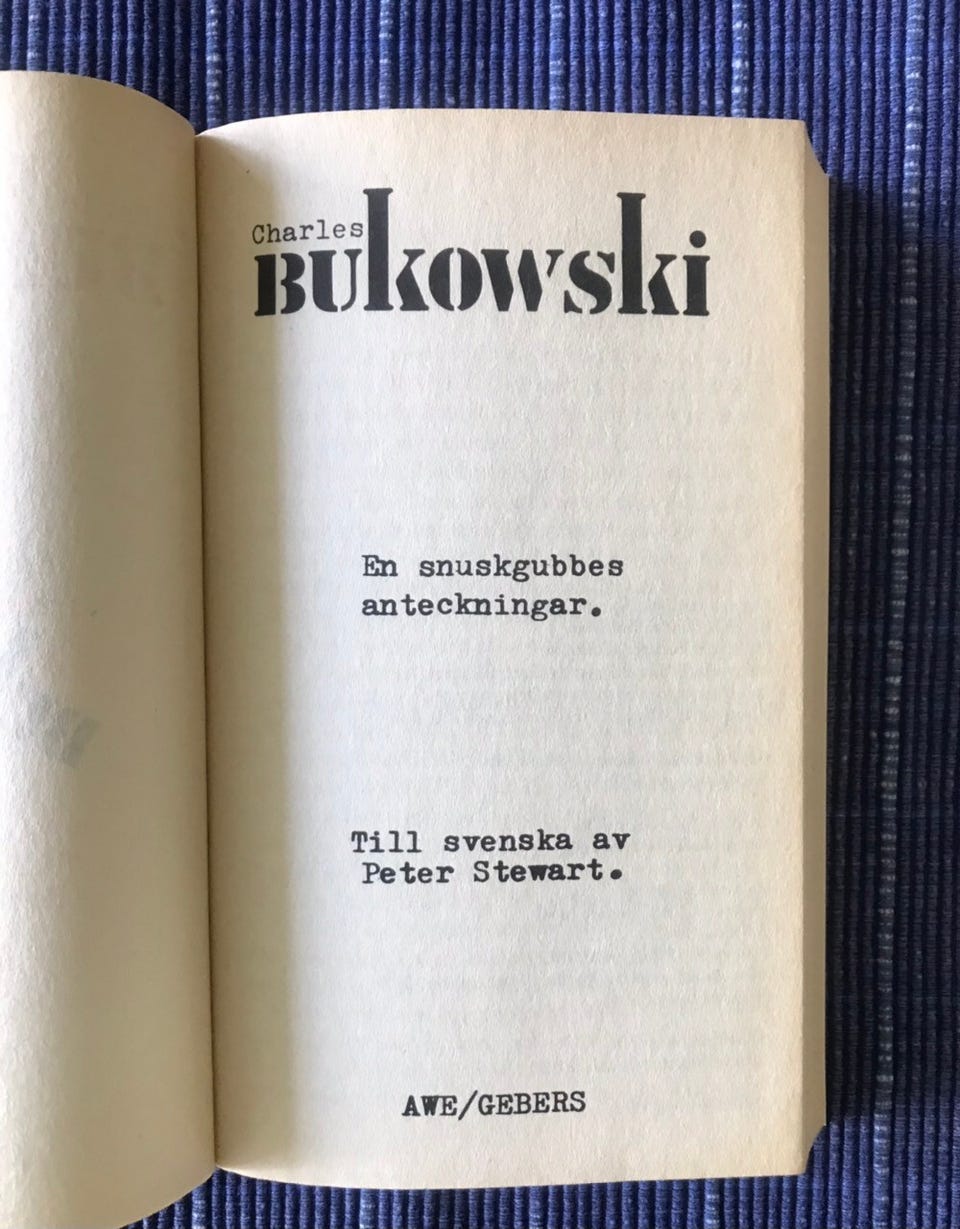 Charles
BUkowski
En snuskgubbes
anteckningar.
Till svenska av
Peter Stewart.
AWE/GEBERS